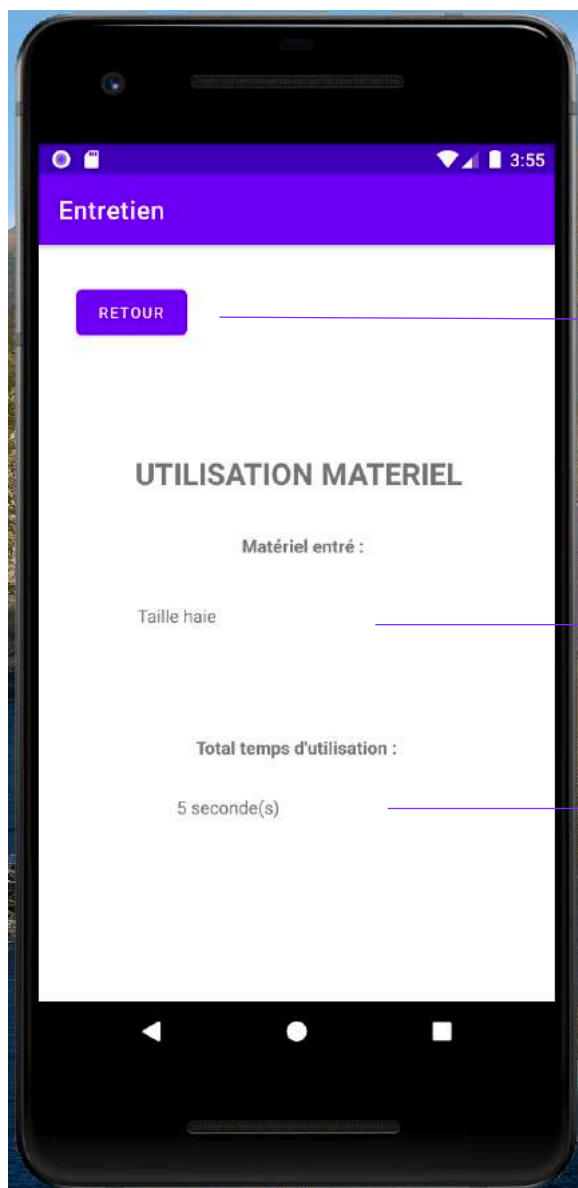 3:55
Entretien
RETOUR
UTILISATION MATERIEL
Matériel entré :
Taille haie
Total temps d'utilisation :
5 seconde(s)